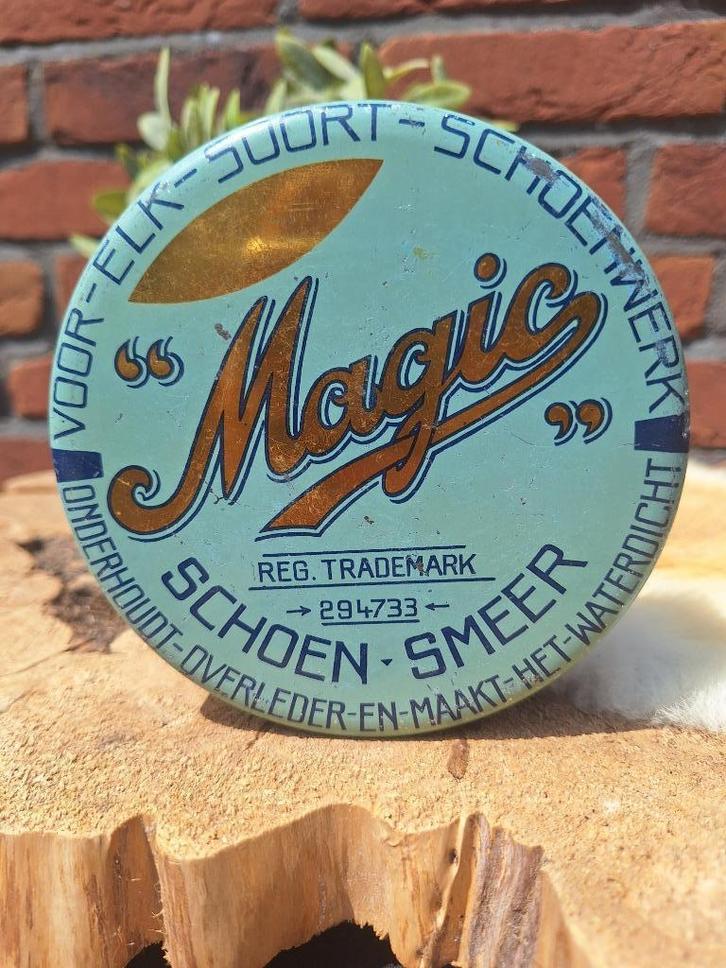 VOOR-ELK-SOORT-SCHOENWERK
“Magic”
REG. TRADEMARK
→ 294733 ←
SCHOEN · SMEER
ONDERHOUDT-OVERLEDER-EN-MAAKT-HET-WATERDICHT